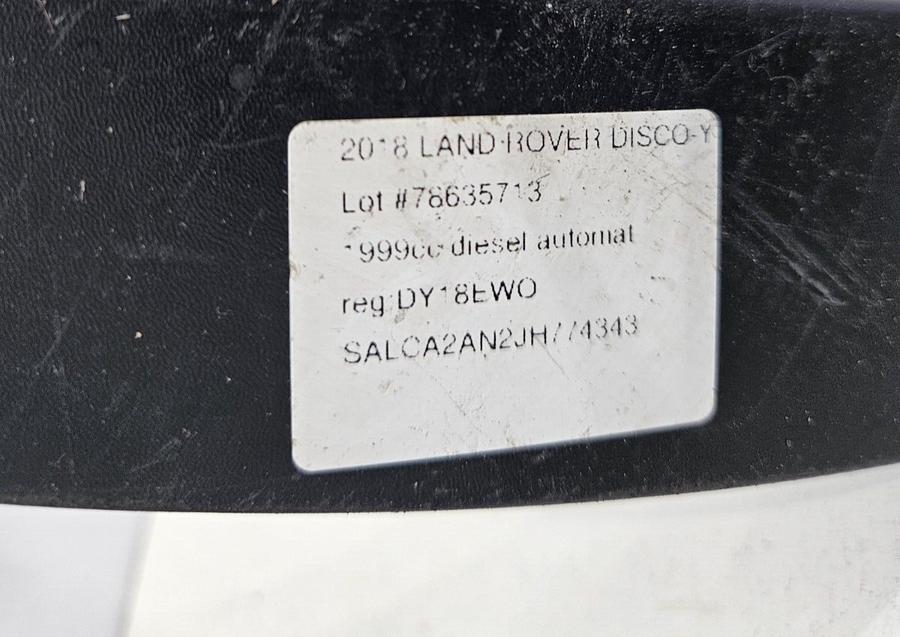 2018 LAND ROVER DISCO-Y
Lot #78635713
1999cc diesel automat
reg:DY18EWO
SALCA2AN2JH774343